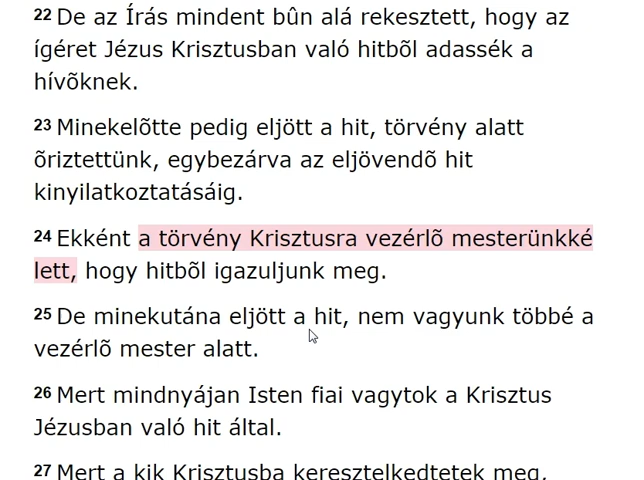 22 De az Írás mindent bûn alá rekesztett, hogy az
ígéret Jézus Krisztusban való hitbõl adassék a
hívõknek.
23 Minekelõtte pedig eljött a hit, törvény alatt
õriztettünk, egybezárva az eljövendõ hit
kinyilatkoztatásáig.
24 Ekként a törvény Krisztusra vezérlõ mesterünkké
lett, hogy hitbõl igazuljunk meg.
25 De minekutána eljött a hit, nem vagyunk többé a
vezérlõ mester alatt.
26 Mert mindnyájan Isten fiai vagytok a Krisztus
Jézusban való hit által.
27 Mert a kik Krisztusba keresztelkedtetek meg,